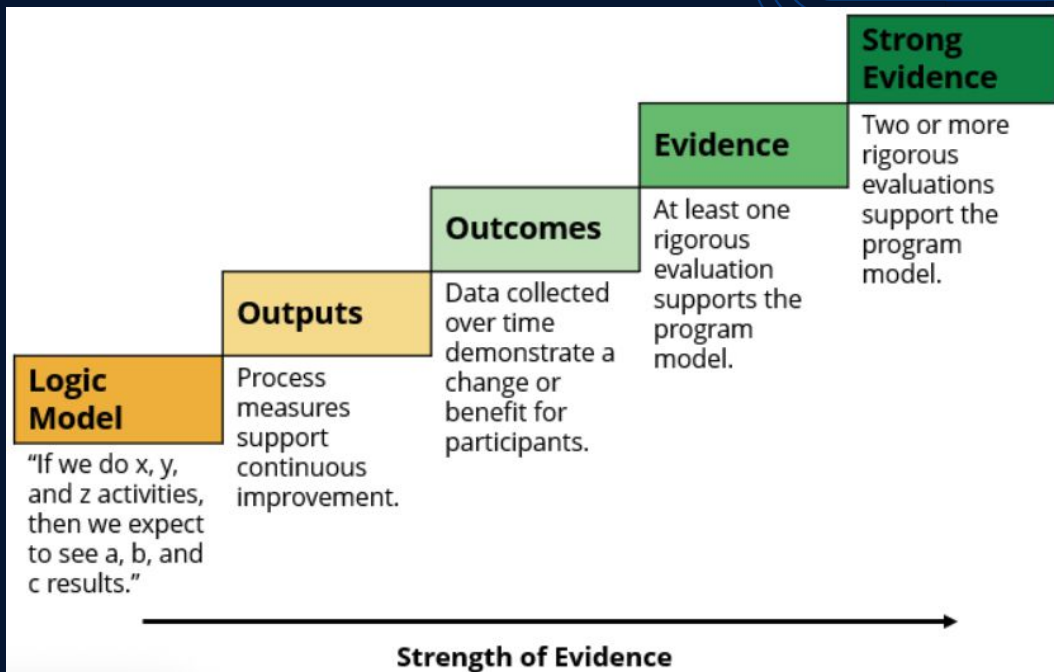 Logic
Model
“If we do x, y,
and z activities,
then we expect
to see a, b, and
c results.”
Outputs
Process
measures
support
continuous
improvement.
Outcomes
Data collected
over time
demonstrate a
change or
benefit for
participants.
Evidence
At least one
rigorous
evaluation
supports the
program
model.
Strong
Evidence
Two or more
rigorous
evaluations
support the
program
model.
Strength of Evidence